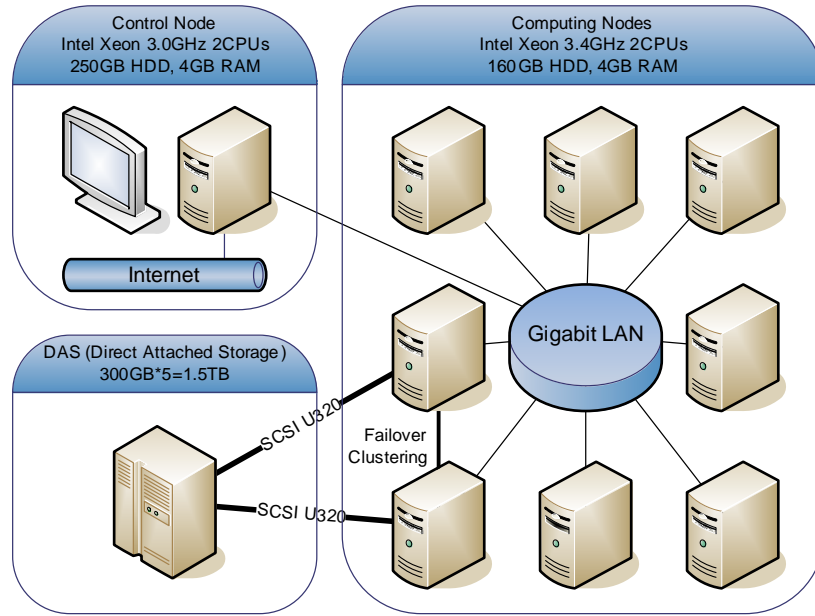 Control Node
Intel Xeon 3.0GHz 2CPUs
250GB HDD, 4GB RAM
Internet
Computing Nodes
Intel Xeon 3.4GHz 2CPUs
160GB HDD, 4GB RAM
Gigabit LAN
DAS (Direct Attached Storage)
300GB*5=1.5TB
SCSI U320
SCSI U320
Failover
Clustering